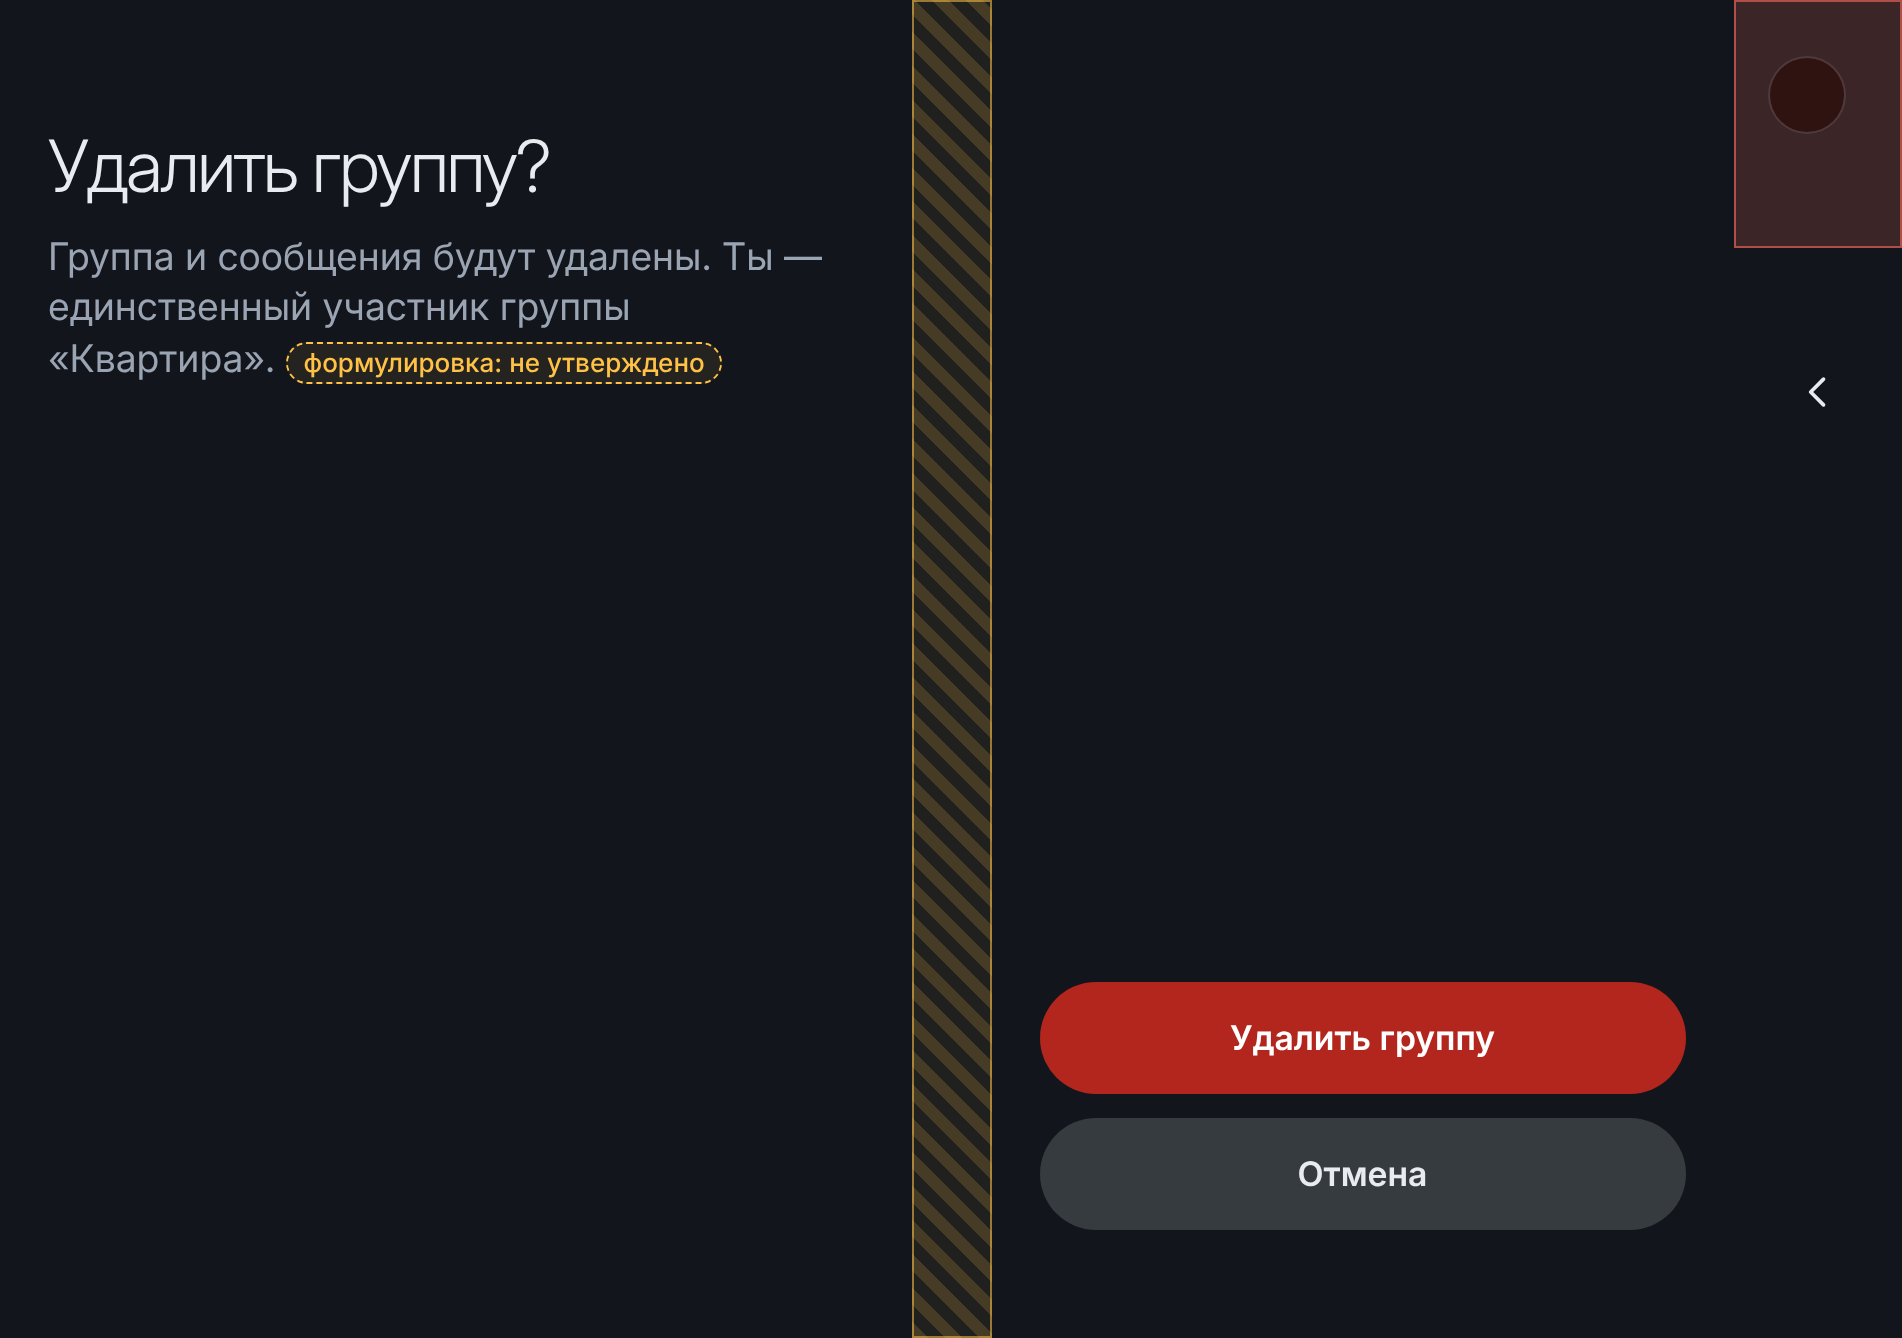 Удалить группу?
Группа и сообщения будут удалены. Ты —
единственный участник группы
«Квартира». формулировка: не утверждено
Удалить группу
Отмена